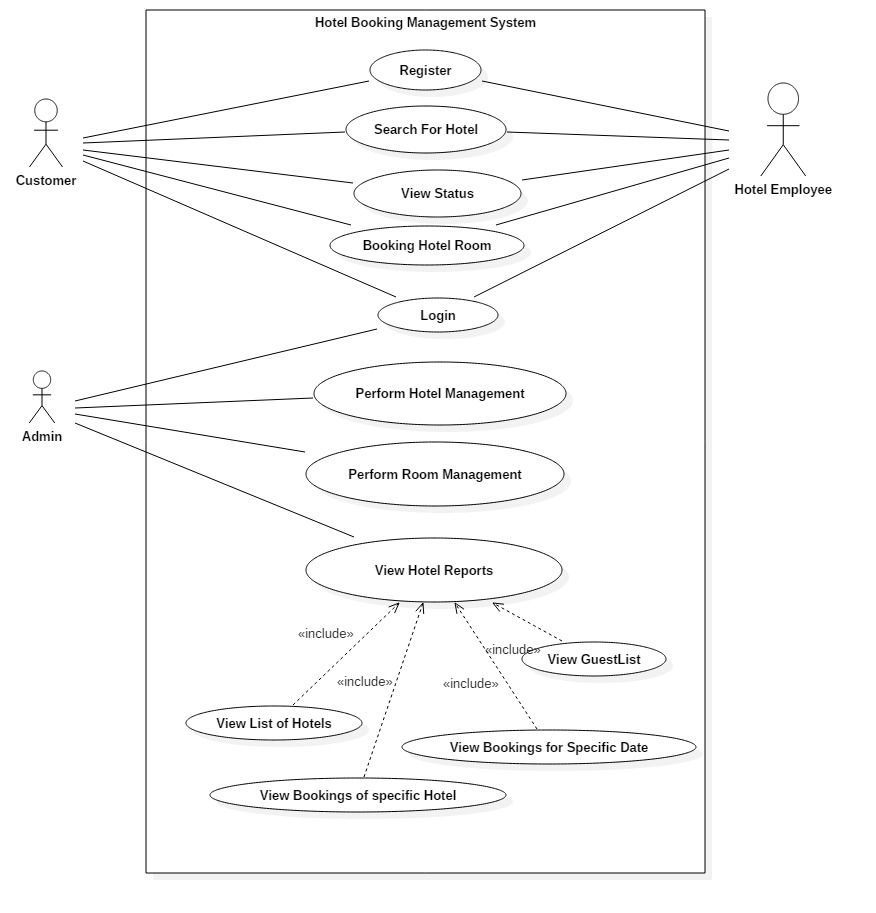 Hotel Booking Management System
Register
Search For Hotel
Customer
Hotel Employee
View Status
Booking Hotel Room
Login
Perform Hotel Management
Admin
Perform Room Management
View Hotel Reports
«include»
«include»
View GuestList
«include»
«include»
View List of Hotels
View Bookings for Specific Date
View Bookings of specific Hotel